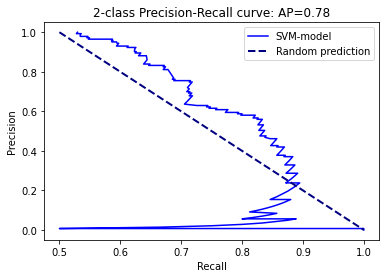 2-class Precision-Recall curve: AP=0.78
SVM-model
Random prediction
Precision
1.0
0.8
0.6
0.4
0.2
0.0
0.5 0.6 0.7 0.8 0.9 1.0
Recall